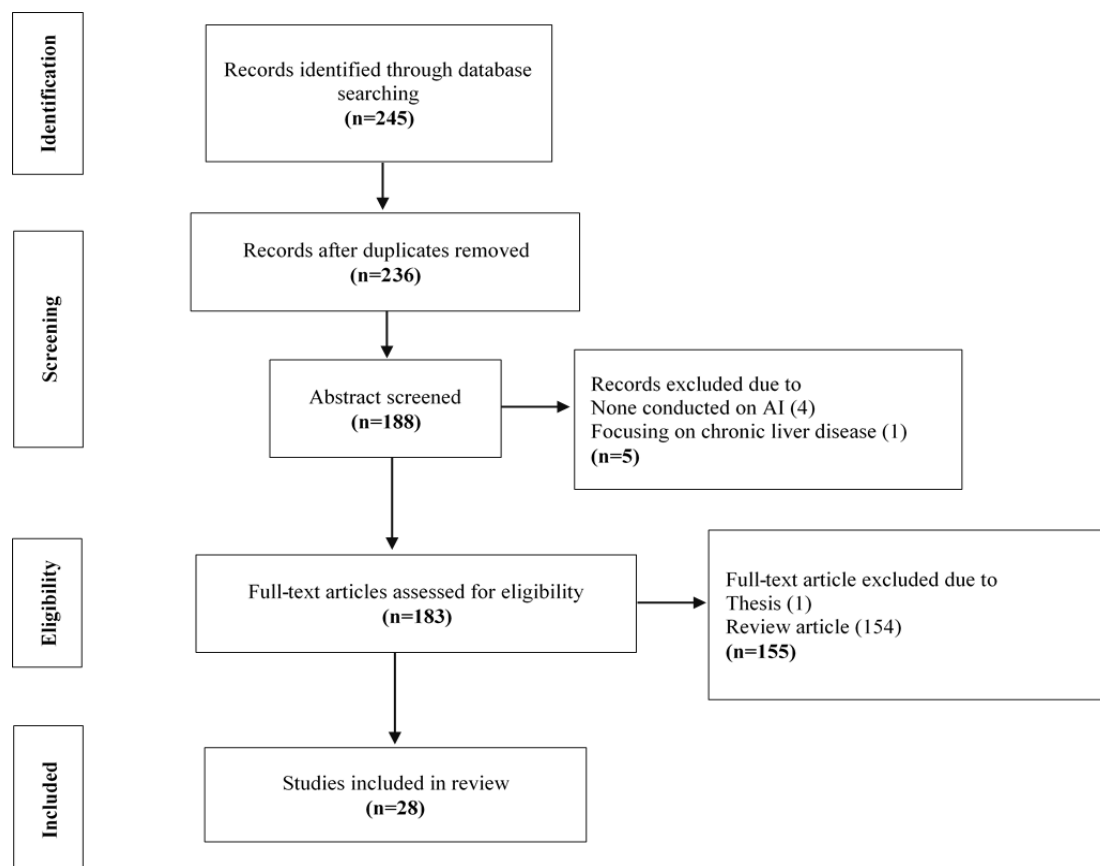 Identification
Records identified through database
searching
(n=245)
Screening
Records after duplicates removed
(n=236)
Abstract screened
(n=188)
Records excluded due to
None conducted on AI (4)
Focusing on chronic liver disease (1)
(n=5)
Eligibility
Full-text articles assessed for eligibility
(n=183)
Full-text article excluded due to
Thesis (1)
Review article (154)
(n=155)
Included
Studies included in review
(n=28)